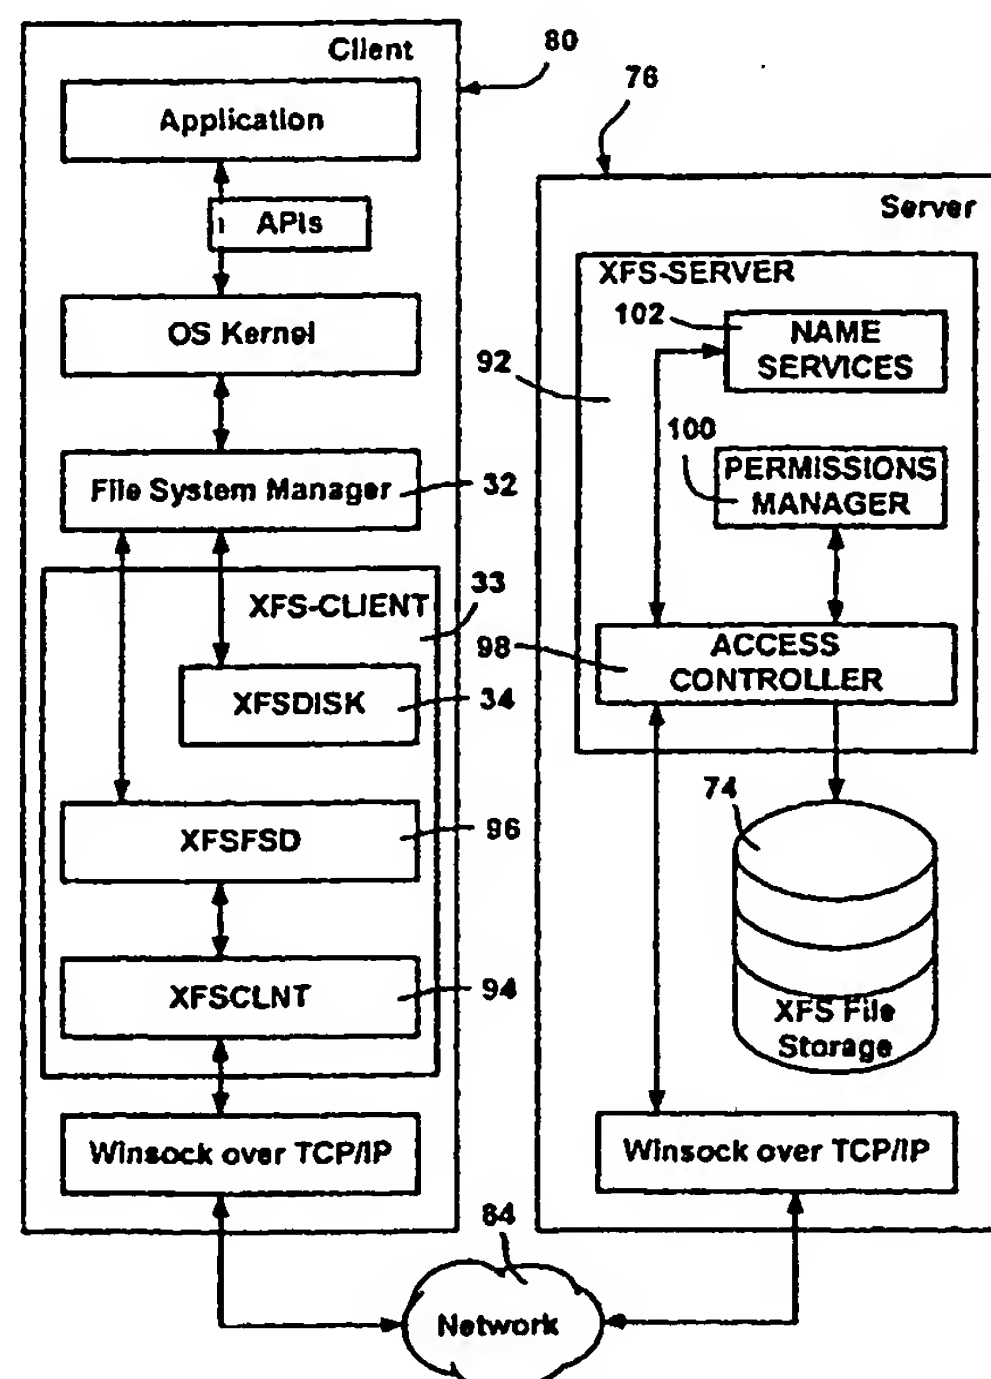 Client
80
Application
APIs
OS Kernel
File System Manager
32
XFS-CLIENT
33
XFSDISK
34
XFSFSD
96
XFSCLNT
94
Winsock over TCP/IP
76
Server
XFS-SERVER
102
NAME
SERVICES
92
100
PERMISSIONS
MANAGER
98
ACCESS
CONTROLLER
74
XFS File
Storage
Winsock over TCP/IP
84
Network